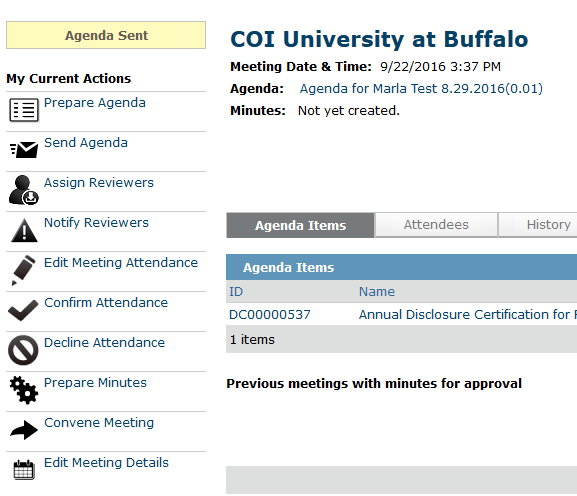 Agenda Sent
My Current Actions
Prepare Agenda
Send Agenda
Assign Reviewers
Notify Reviewers
Edit Meeting Attendance
Confirm Attendance
Decline Attendance
Prepare Minutes
Convene Meeting
Edit Meeting Details
COI University at Buffalo
Meeting Date & Time: 9/22/2016 3:37 PM
Agenda: Agenda for Marla Test 8.29.2016(0.01)
Minutes: Not yet created.
Agenda Items Attendees History
Agenda Items
ID Name
DC00000537 Annual Disclosure Certification for
1 items
Previous meetings with minutes for approval